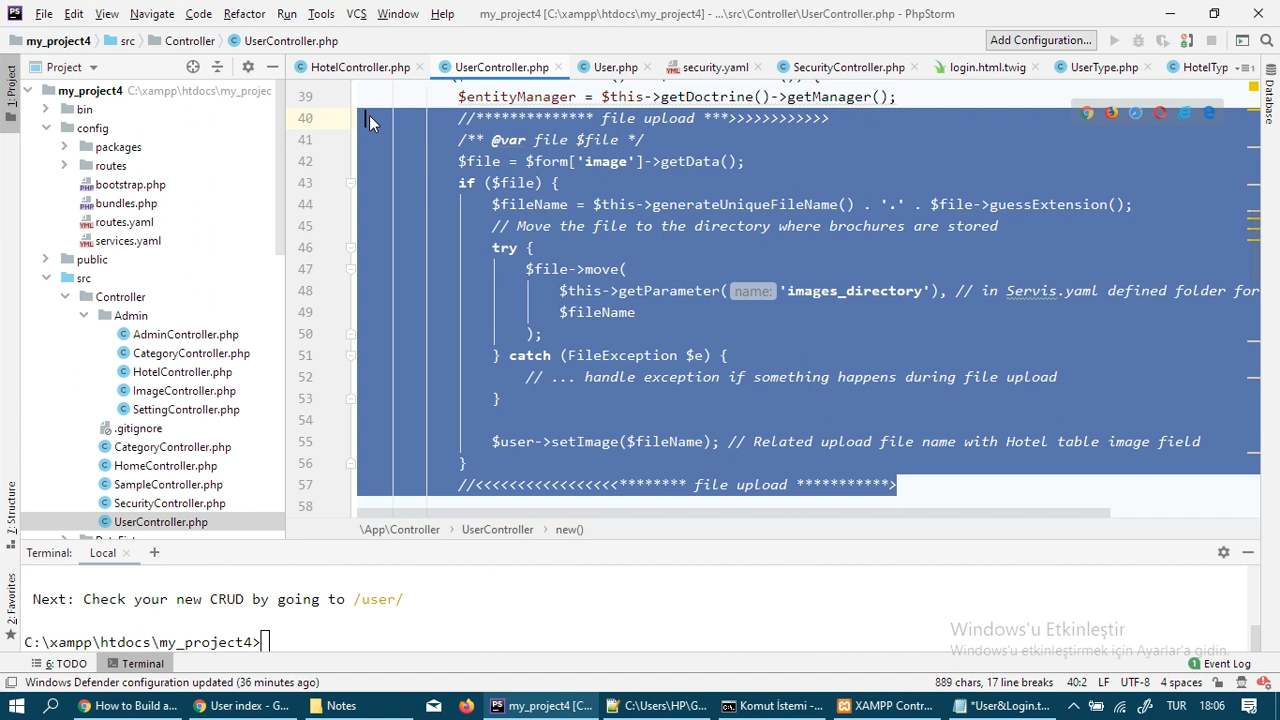 File Edit View Navigate Code Refactor Run Tools VCS Window Help my_project4 [C:\xampp\htdocs\my_project4] - ...\src\Controller\UserController.php - PhpStorm
my_project4 src Controller UserController.php Add Configuration...
Project HotelController.php UserController.php User.php security.yaml SecurityController.php login.html.twig UserType.php HotelTyp
1: Project
Database
my_project4 C:\xampp\htdocs\my_projec
bin
config
packages
routes
bootstrap.php
bundles.php
routes.yaml
services.yaml
public
src
Controller
Admin
AdminController.php
CategoryController.php
HotelController.php
ImageController.php
SettingController.php
.gitignore
CategoryController.php
HomeController.php
SampleController.php
SecurityController.php
UserController.php
39 $entityManager = $this->getDoctrine()->getManager();
40 //************** file upload ***>>>>>>>>>>>>
41 /** @var file $file */
42 $file = $form['image']->getData();
43 if ($file) {
44 $fileName = $this->generateUniqueFileName() . '.' . $file->guessExtension();
45 // Move the file to the directory where brochures are stored
46 try {
47 $file->move(
48 $this->getParameter( name: 'images_directory'), // in Servis.yaml defined folder for
49 $fileName
50 );
51 } catch (FileException $e) {
52 // ... handle exception if something happens during file upload
53 }
54
55 $user->setImage($fileName); // Related upload file name with Hotel table image field
56 }
57 //<<<<<<<<<<<<<<<<<******** file upload ***********>
58
\App\Controller UserController new()
Z: Structure
2: Favorites
Terminal: Local
Next: Check your new CRUD by going to /user/
C:\xampp\htdocs\my_project4>
Windows'u Etkinleştir
Windows'u etkinleştirmek için Ayarlar'a gidin.
6: TODO Terminal 1 Event Log
Windows Defender configuration updated (36 minutes ago) 889 chars, 17 line breaks 40:2 LF UTF-8 4 spaces
How to Build a... User index - G... Notes my_project4 [C... C:\Users\HP\G... Komut İstemi -... XAMPP Contr... *User&Login.t... TUR 18:06